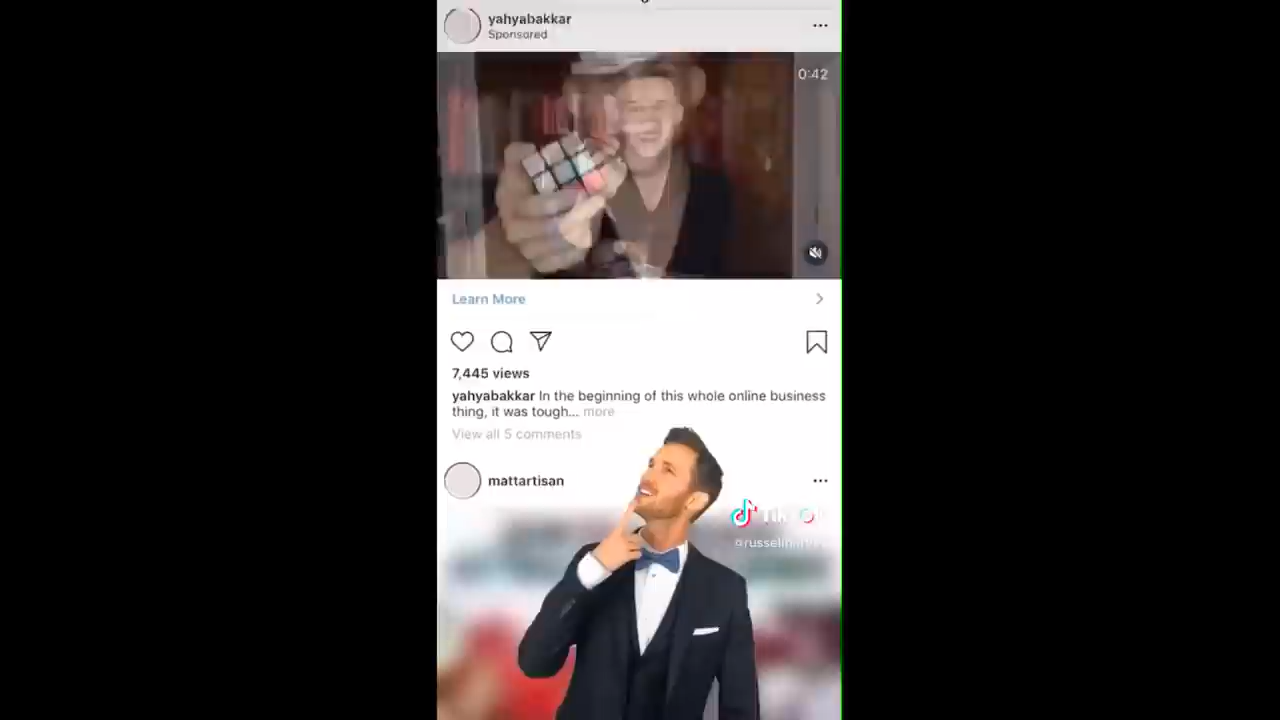 yahyabakkar
Sponsored
0:42
Learn More
7,445 views
yahyabakkar In the beginning of this whole online business
thing, it was tough... more
View all 5 comments
mattartisan